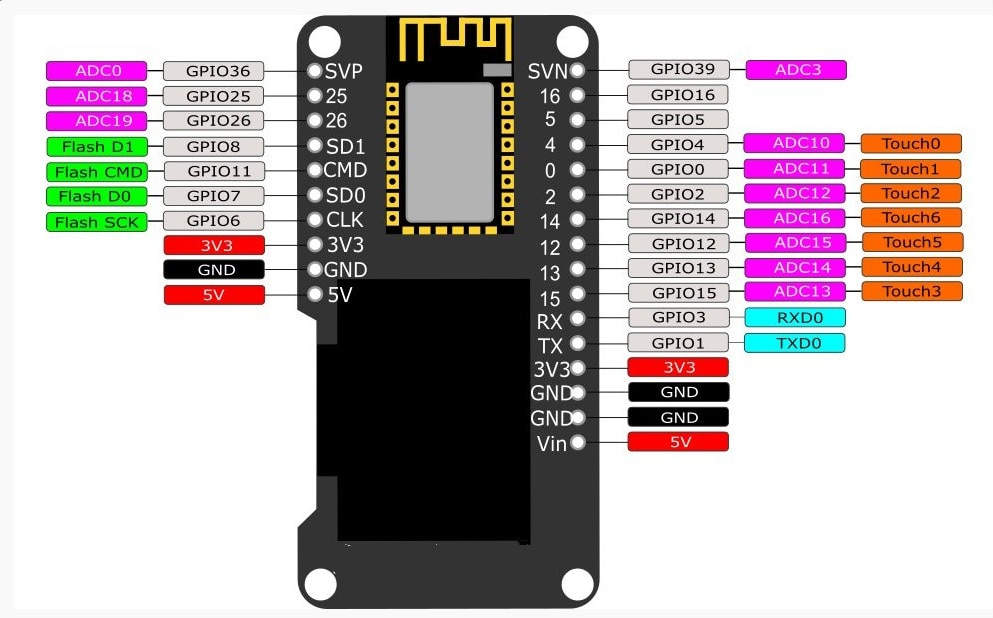 ADC0 GPIO36 SVP SVN GPIO39 ADC3
ADC18 GPIO25 25 16 GPIO16
ADC19 GPIO26 26 5 GPIO5
Flash D1 GPIO8 SD1 4 GPIO4 ADC10 Touch0
Flash CMD GPIO11 CMD 0 GPIO0 ADC11 Touch1
Flash D0 GPIO7 SD0 2 GPIO2 ADC12 Touch2
Flash SCK GPIO6 CLK 14 GPIO14 ADC16 Touch6
3V3 3V3 12 GPIO12 ADC15 Touch5
GND GND 13 GPIO13 ADC14 Touch4
5V 5V 15 GPIO15 ADC13 Touch3
RX GPIO3 RXD0
TX GPIO1 TXD0
3V3 3V3
GND GND
GND GND
Vin 5V